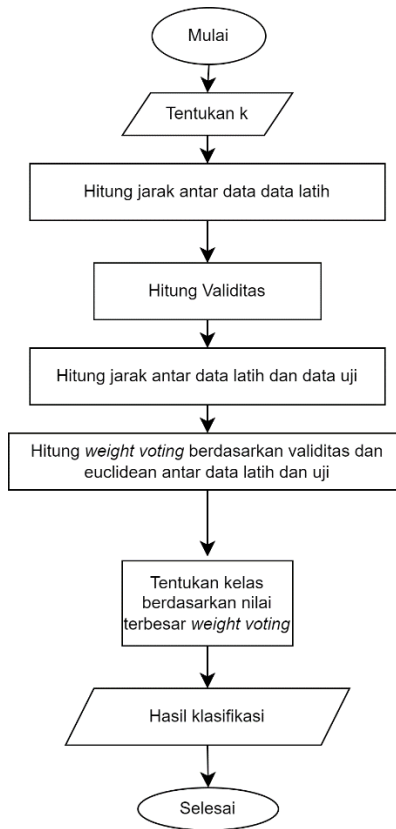 Mulai
Tentukan k
Hitung jarak antar data data latih
Hitung Validitas
Hitung jarak antar data latih dan data uji
Hitung weight voting berdasarkan validitas dan
euclidean antar data latih dan uji
Tentukan kelas
berdasarkan nilai
terbesar weight voting
Hasil klasifikasi
Selesai